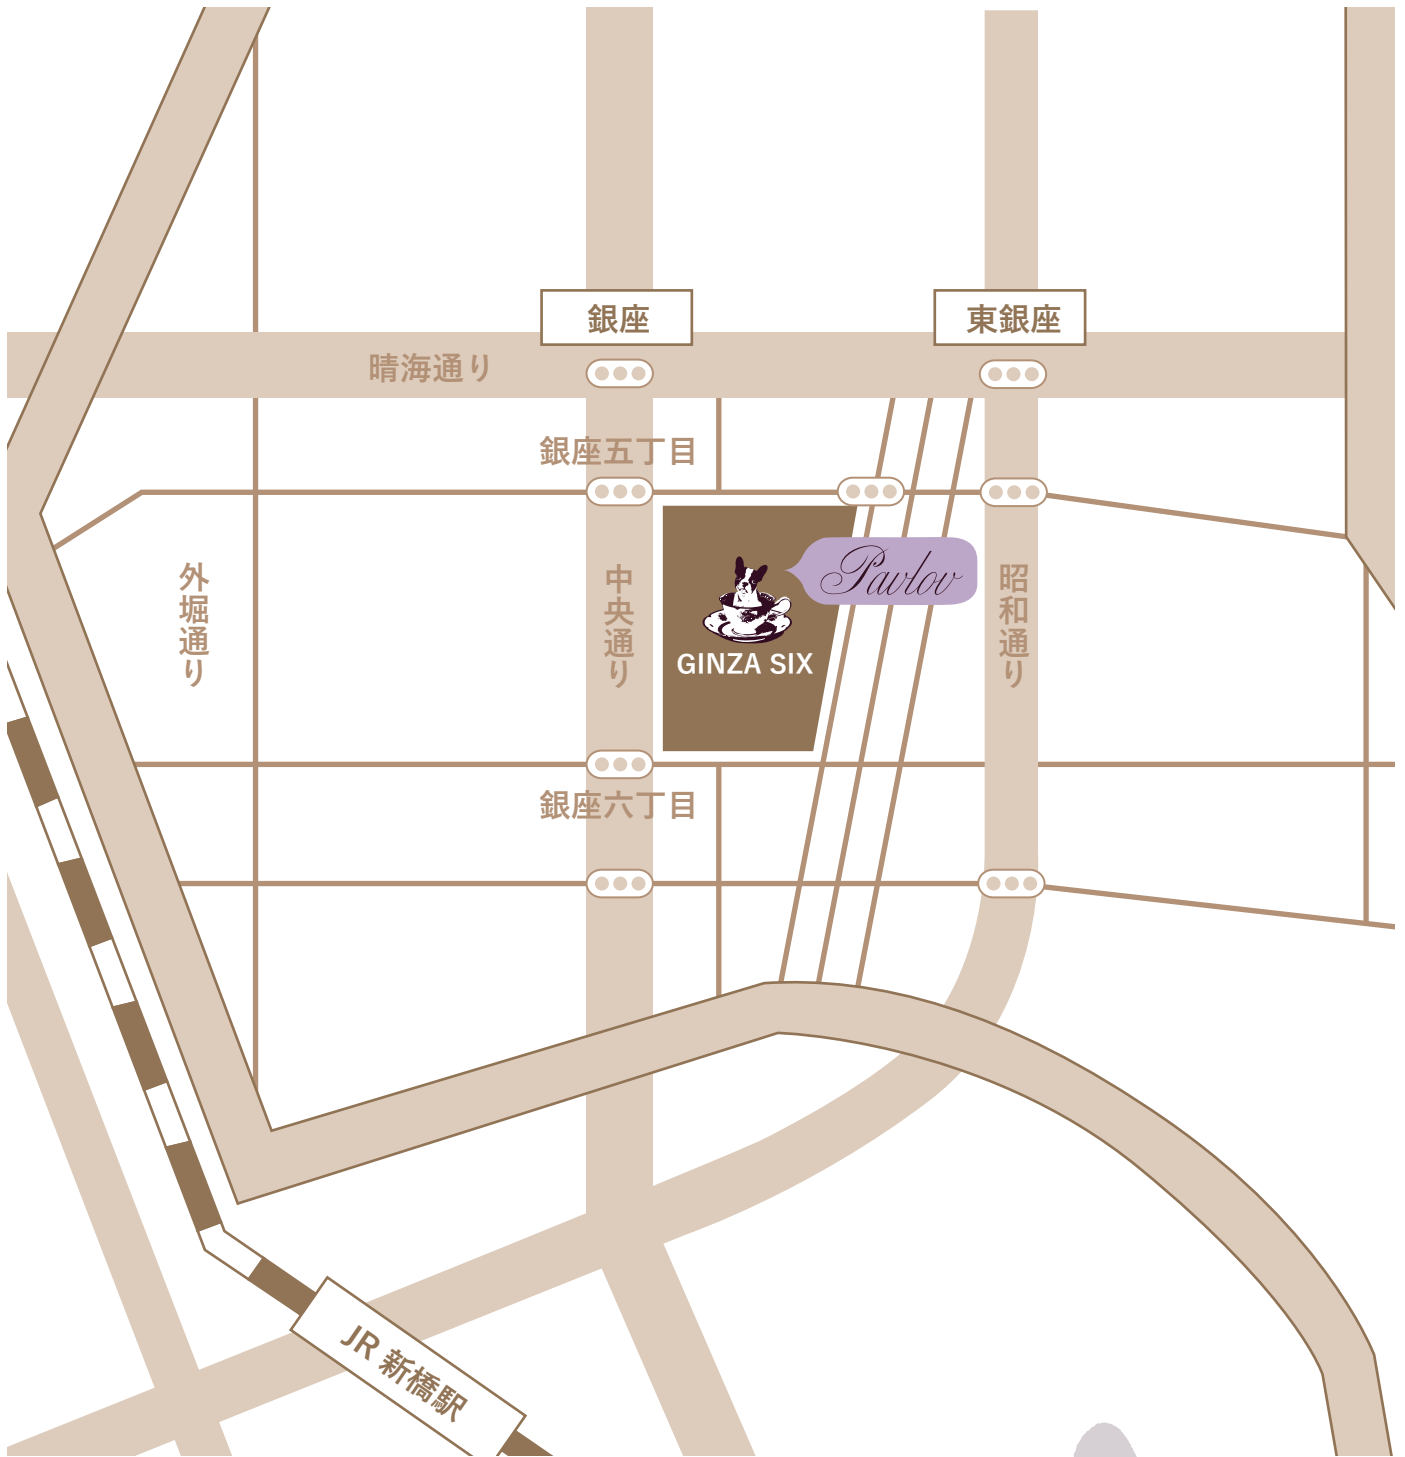 銀座
東銀座
晴海通り
銀座五丁目
外堀通り
中央通り
Pavlov
昭和通り
GINZA SIX
銀座六丁目
JR 新橋駅